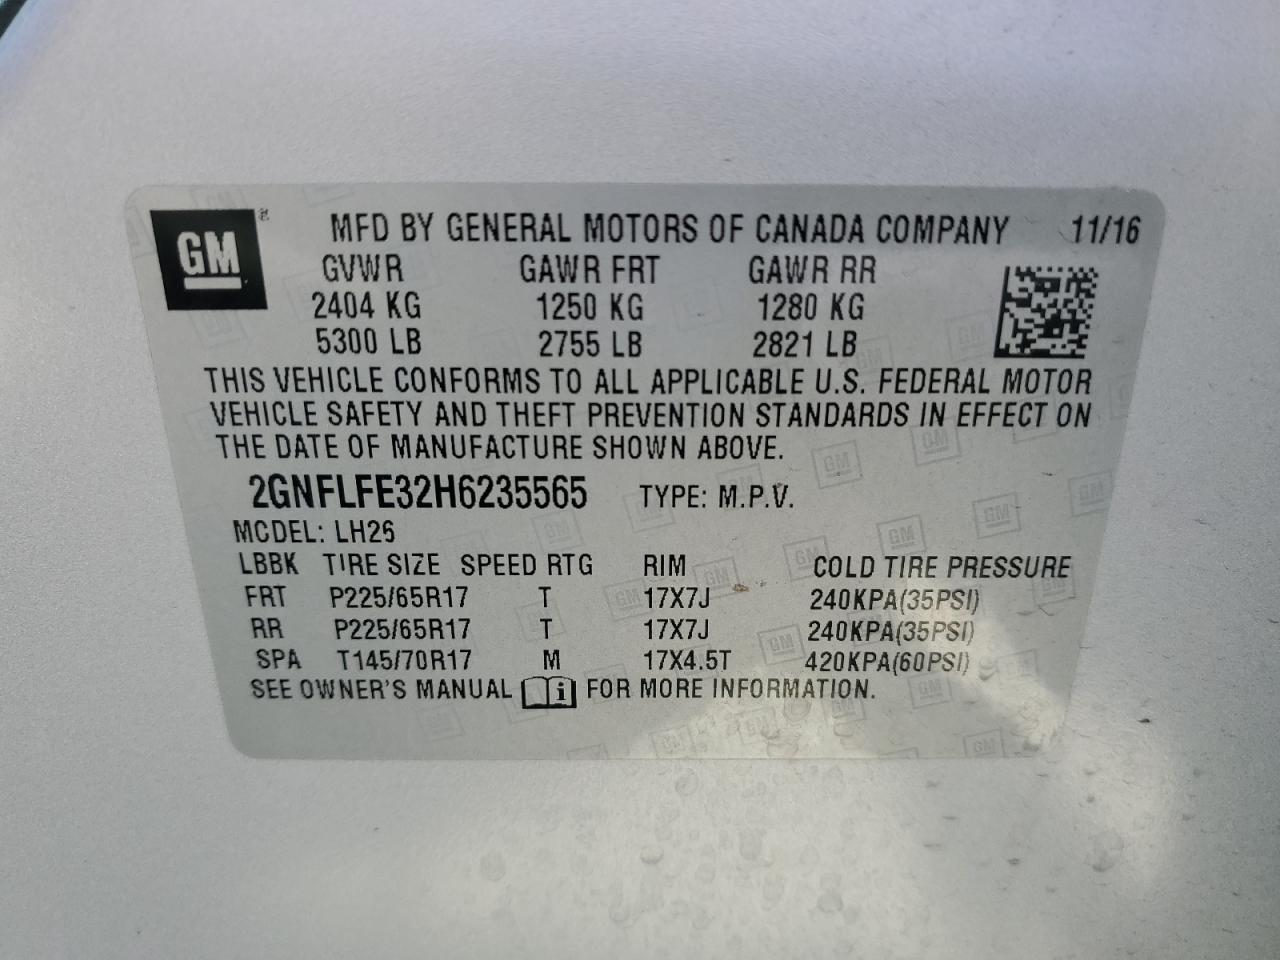 GM® MFD BY GENERAL MOTORS OF CANADA COMPANY 11/16
GVWR GAWR FRT GAWR RR
2404 KG 1250 KG 1280 KG
5300 LB 2755 LB 2821 LB
THIS VEHICLE CONFORMS TO ALL APPLICABLE U.S. FEDERAL MOTOR
VEHICLE SAFETY AND THEFT PREVENTION STANDARDS IN EFFECT ON
THE DATE OF MANUFACTURE SHOWN ABOVE.
2GNFLFE32H6235565 TYPE: M.P.V.
MODEL: LH26
LBBK TIRE SIZE SPEED RTG RIM COLD TIRE PRESSURE
FRT P225/65R17 T 17X7J 240KPA(35PSI)
RR P225/65R17 T 17X7J 240KPA(35PSI)
SPA T145/70R17 M 17X4.5T 420KPA(60PSI)
SEE OWNER'S MANUAL i FOR MORE INFORMATION.